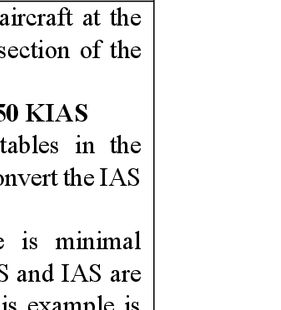 aircraft at the
section of the
50 KIAS
tables in the
onvert the IAS
e is minimal
S and IAS are
is example is